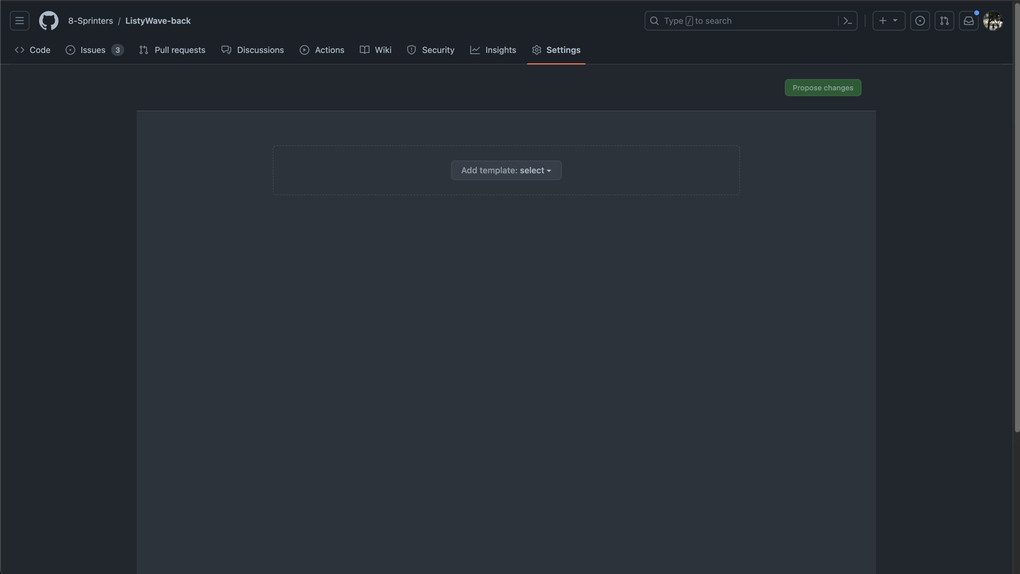 8-Sprinters / ListyWave-back
Type / to search
Code
Issues 3
Pull requests
Discussions
Actions
Wiki
Security
Insights
Settings
Propose changes
Add template: select